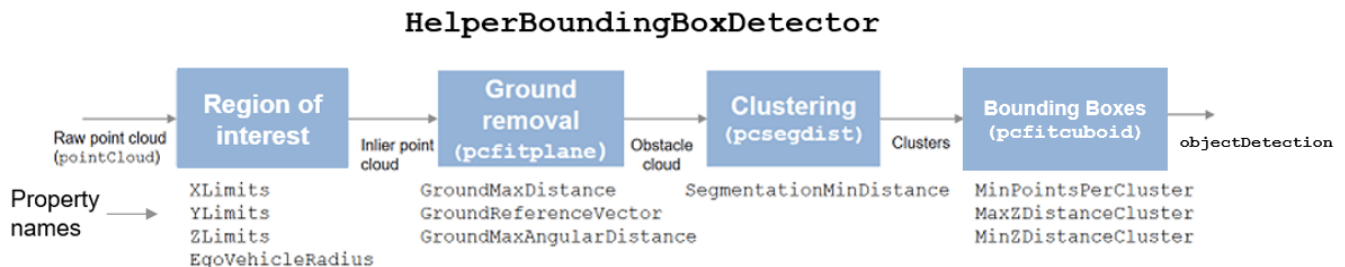 HelperBoundingBoxDetector
Region of
interest
Ground
removal
(pcfitplane)
Clustering
(pcsegdist)
Bounding Boxes
(pcfitcuboid)
Raw point cloud
(pointCloud)
Inlier point
cloud
Obstacle
cloud
Clusters
objectDetection
Property
names
XLimits
YLimits
ZLimits
EgoVehicleRadius
GroundMaxDistance
GroundReferenceVector
GroundMaxAngularDistance
SegmentationMinDistance
MinPointsPerCluster
MaxZDistanceCluster
MinZDistanceCluster